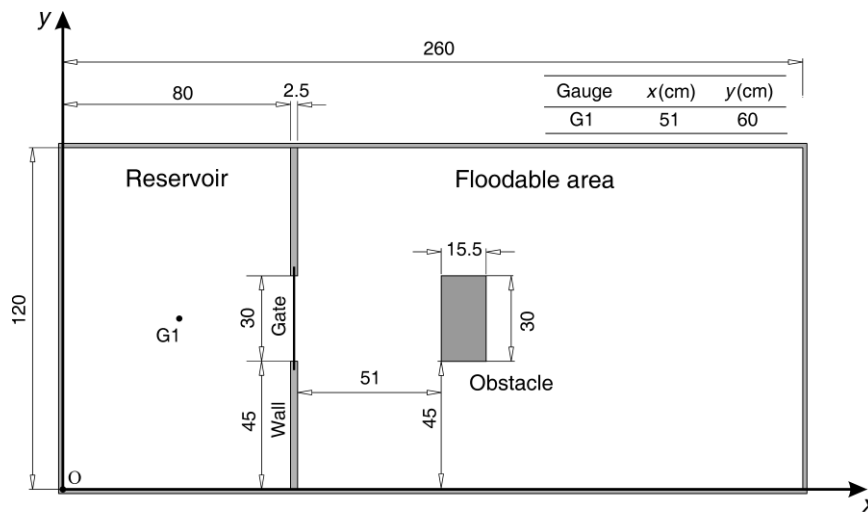 y
260
80
2.5
Gauge x(cm) y(cm)
G1 51 60
Reservoir
Floodable area
15.5
120
G1
30
Gate
30
51
Obstacle
45
Wall
45
O
x